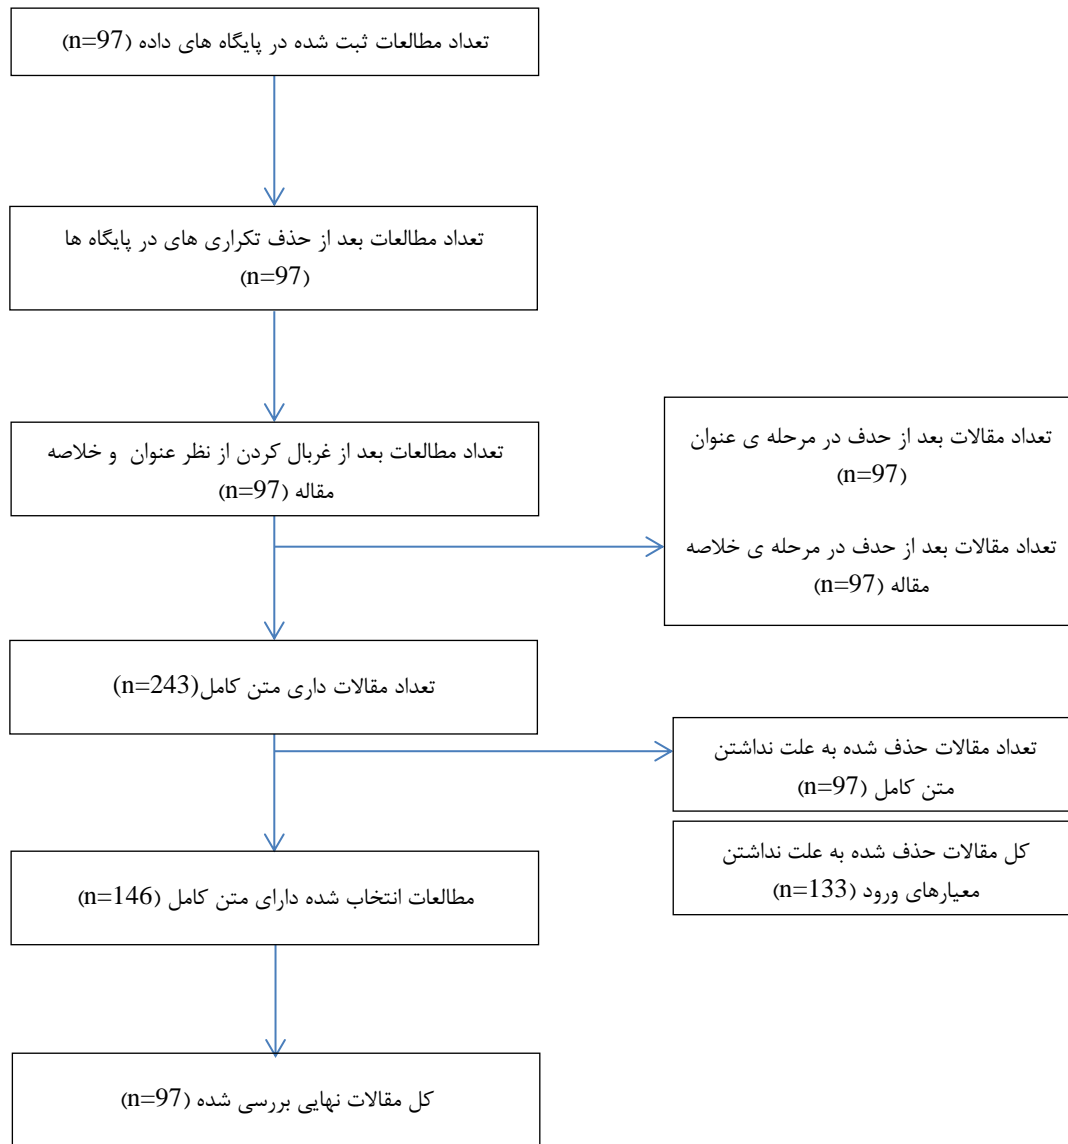 تعداد مطالعات ثبت شده در پایگاه های داده (n=97)
تعداد مطالعات بعد از حذف تکراری های در پایگاه ها
(n=97)
تعداد مطالعات بعد از غربال کردن از نظر عنوان و خلاصه
مقاله (n=97)
تعداد مقالات بعد از حدف در مرحله ی عنوان
(n=97)
تعداد مقالات بعد از حدف در مرحله ی خلاصه
مقاله (n=97)
تعداد مقالات داری متن کامل(n=243)
تعداد مقالات حذف شده به علت نداشتن
متن کامل (n=97)
کل مقالات حذف شده به علت نداشتن
معیارهای ورود (n=133)
مطالعات انتخاب شده دارای متن کامل (n=146)
کل مقالات نهایی بررسی شده (n=97)